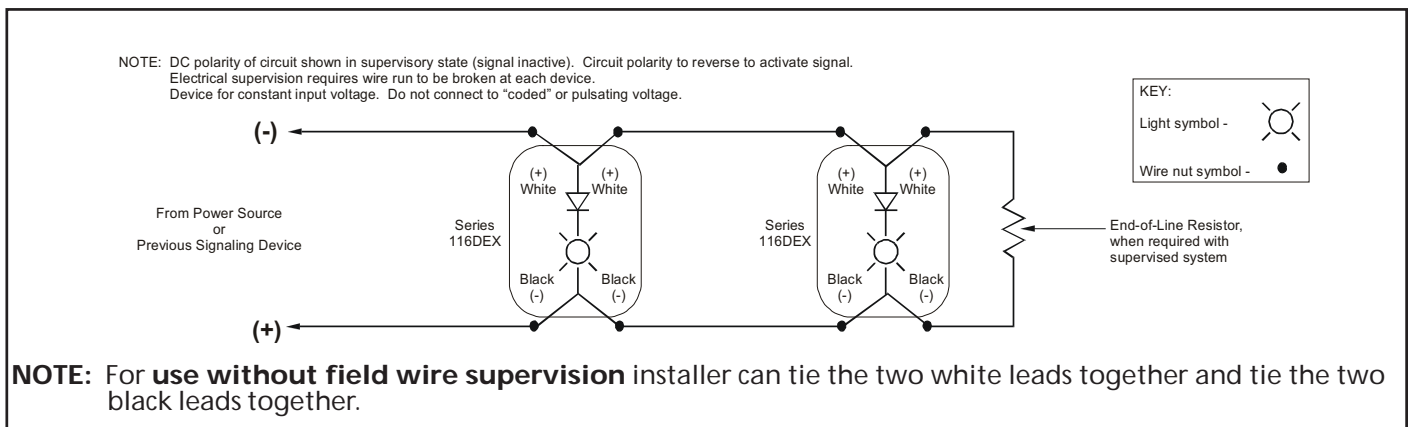 NOTE: DC polarity of circuit shown in supervisory state (signal inactive). Circuit polarity to reverse to activate signal.
Electrical supervision requires wire run to be broken at each device.
Device for constant input voltage. Do not connect to “coded” or pulsating voltage.
KEY:
Light symbol -
Wire nut symbol -
(-)
(+) (+)
White White
(+) (+)
White White
From Power Source
or
Previous Signaling Device
Series
116DEX
Series
116DEX
End-of-Line Resistor,
when required with
supervised system
Black Black
(-) (-)
Black Black
(-) (-)
(+)
NOTE: For use without field wire supervision installer can tie the two white leads together and tie the two
black leads together.